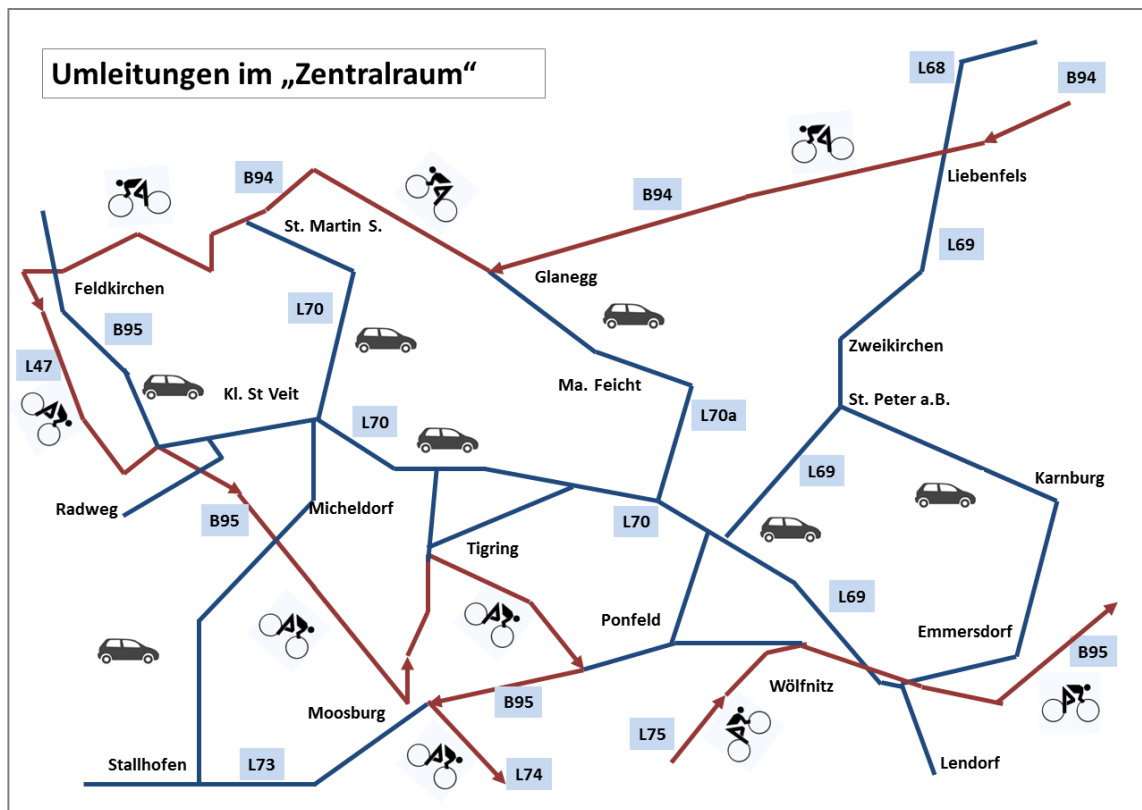 Umleitungen im „Zentralraum“
L68
B94
B94
Liebenfels
B94
St. Martin S.
L69
Glanegg
Feldkirchen
L70
B95
Zweikirchen
L47
Kl. St Veit
Ma. Feicht
St. Peter a.B.
L70
L70a
L69
Karnburg
Radweg
B95
Micheldorf
L70
Tigring
L69
Ponfeld
Emmersdorf
B95
Wölfnitz
Moosburg
B95
L75
Stallhofen
L73
L74
Lendorf